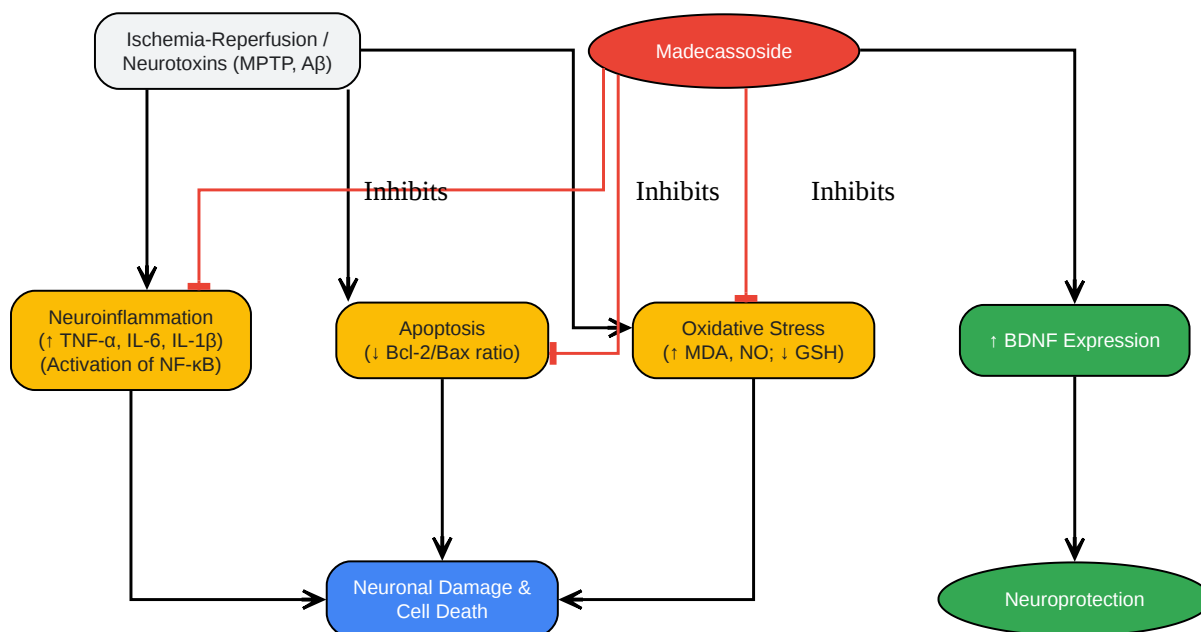 Ischemia-Reperfusion /
Neurotoxins (MPTP, Aβ)
Madecassoside
Inhibits
Inhibits
Inhibits
Neuroinflammation
(↑ TNF-α, IL-6, IL-1β)
(Activation of NF-κB)
Apoptosis
(↓ Bcl-2/Bax ratio)
Oxidative Stress
(↑ MDA, NO; ↓ GSH)
↑ BDNF Expression
Neuronal Damage &
Cell Death
Neuroprotection